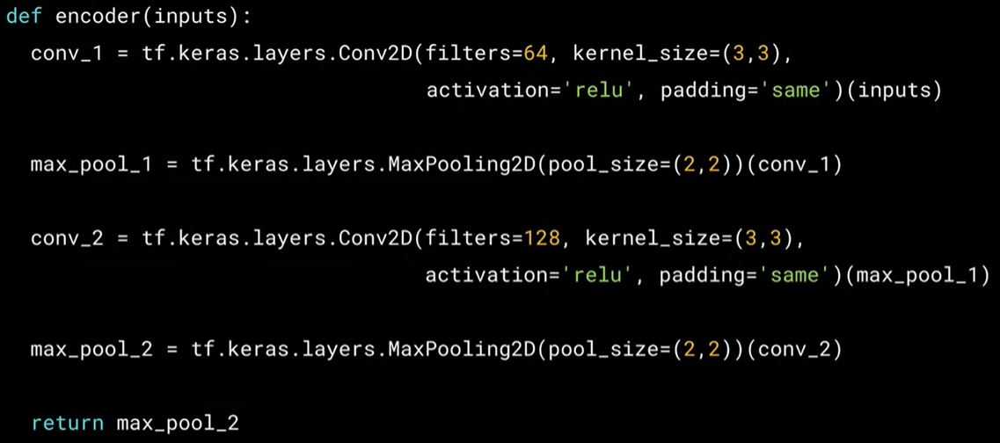 def encoder(inputs):
  conv_1 = tf.keras.layers.Conv2D(filters=64, kernel_size=(3,3),
                                  activation='relu', padding='same')(inputs)
  max_pool_1 = tf.keras.layers.MaxPooling2D(pool_size=(2,2))(conv_1)
  conv_2 = tf.keras.layers.Conv2D(filters=128, kernel_size=(3,3),
                                  activation='relu', padding='same')(max_pool_1)
  max_pool_2 = tf.keras.layers.MaxPooling2D(pool_size=(2,2))(conv_2)
  return max_pool_2